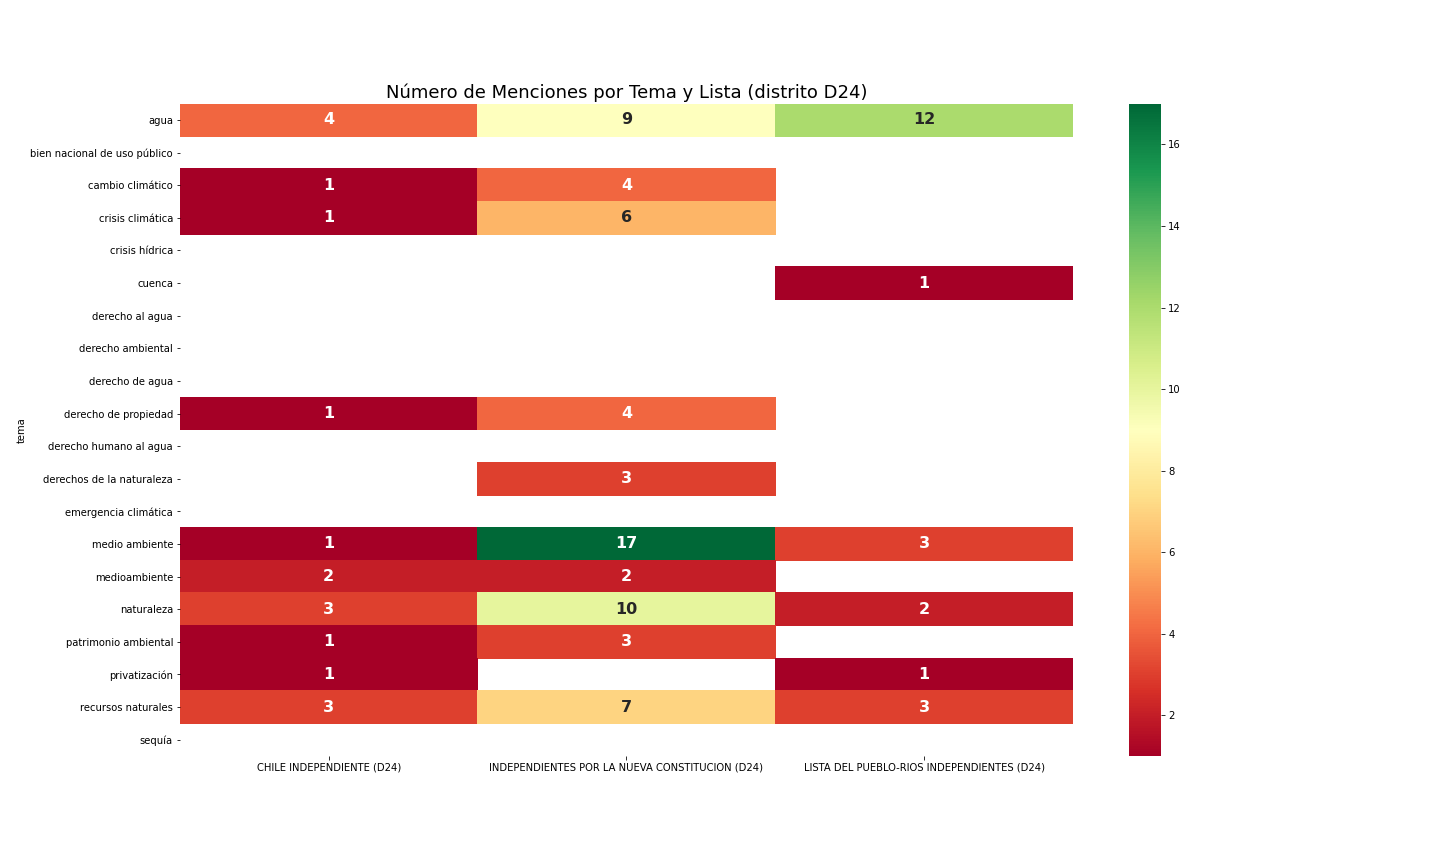 Número de Menciones por Tema y Lista (distrito D24)
agua 4 9 12
bien nacional de uso público
cambio climático 1 4
crisis climática 1 6
crisis hídrica
cuenca 1
derecho al agua
derecho ambiental
derecho de agua
derecho de propiedad 1 4
derecho humano al agua
derechos de la naturaleza 3
emergencia climática
medio ambiente 1 17 3
medioambiente 2 2
naturaleza 3 10 2
patrimonio ambiental 1 3
privatización 1 1
recursos naturales 3 7 3
sequía
tema
CHILE INDEPENDIENTE (D24) INDEPENDIENTES POR LA NUEVA CONSTITUCION (D24) LISTA DEL PUEBLO-RIOS INDEPENDIENTES (D24)
16
14
12
10
8
6
4
2